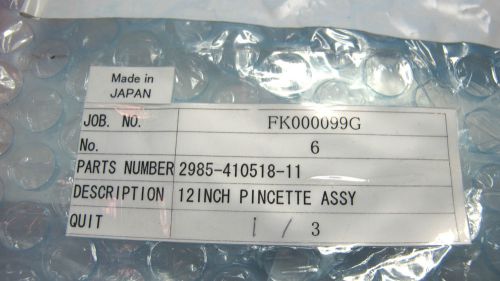 Made in
JAPAN
JOB. NO. FK000099G
No. 6
PARTS NUMBER 2985-410518-11
DESCRIPTION 12INCH PINCETTE ASSY
QUIT 1 / 3